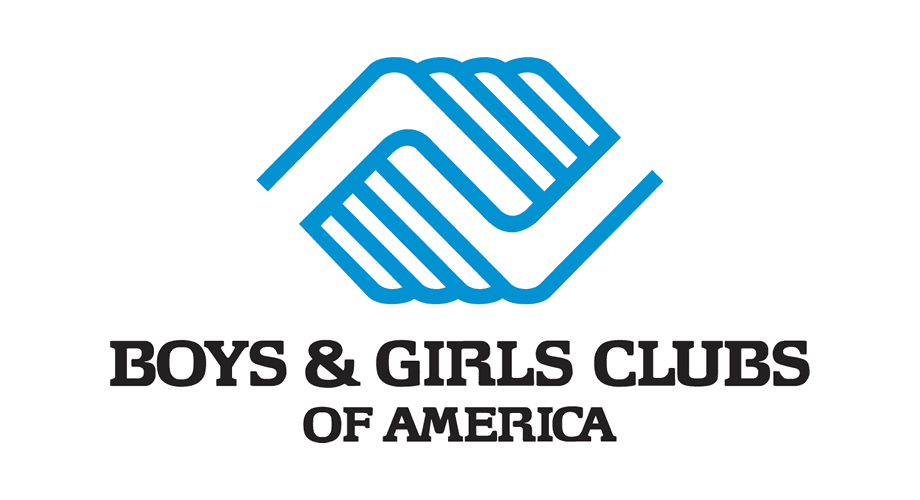 BOYS & GIRLS CLUBS
OF AMERICA